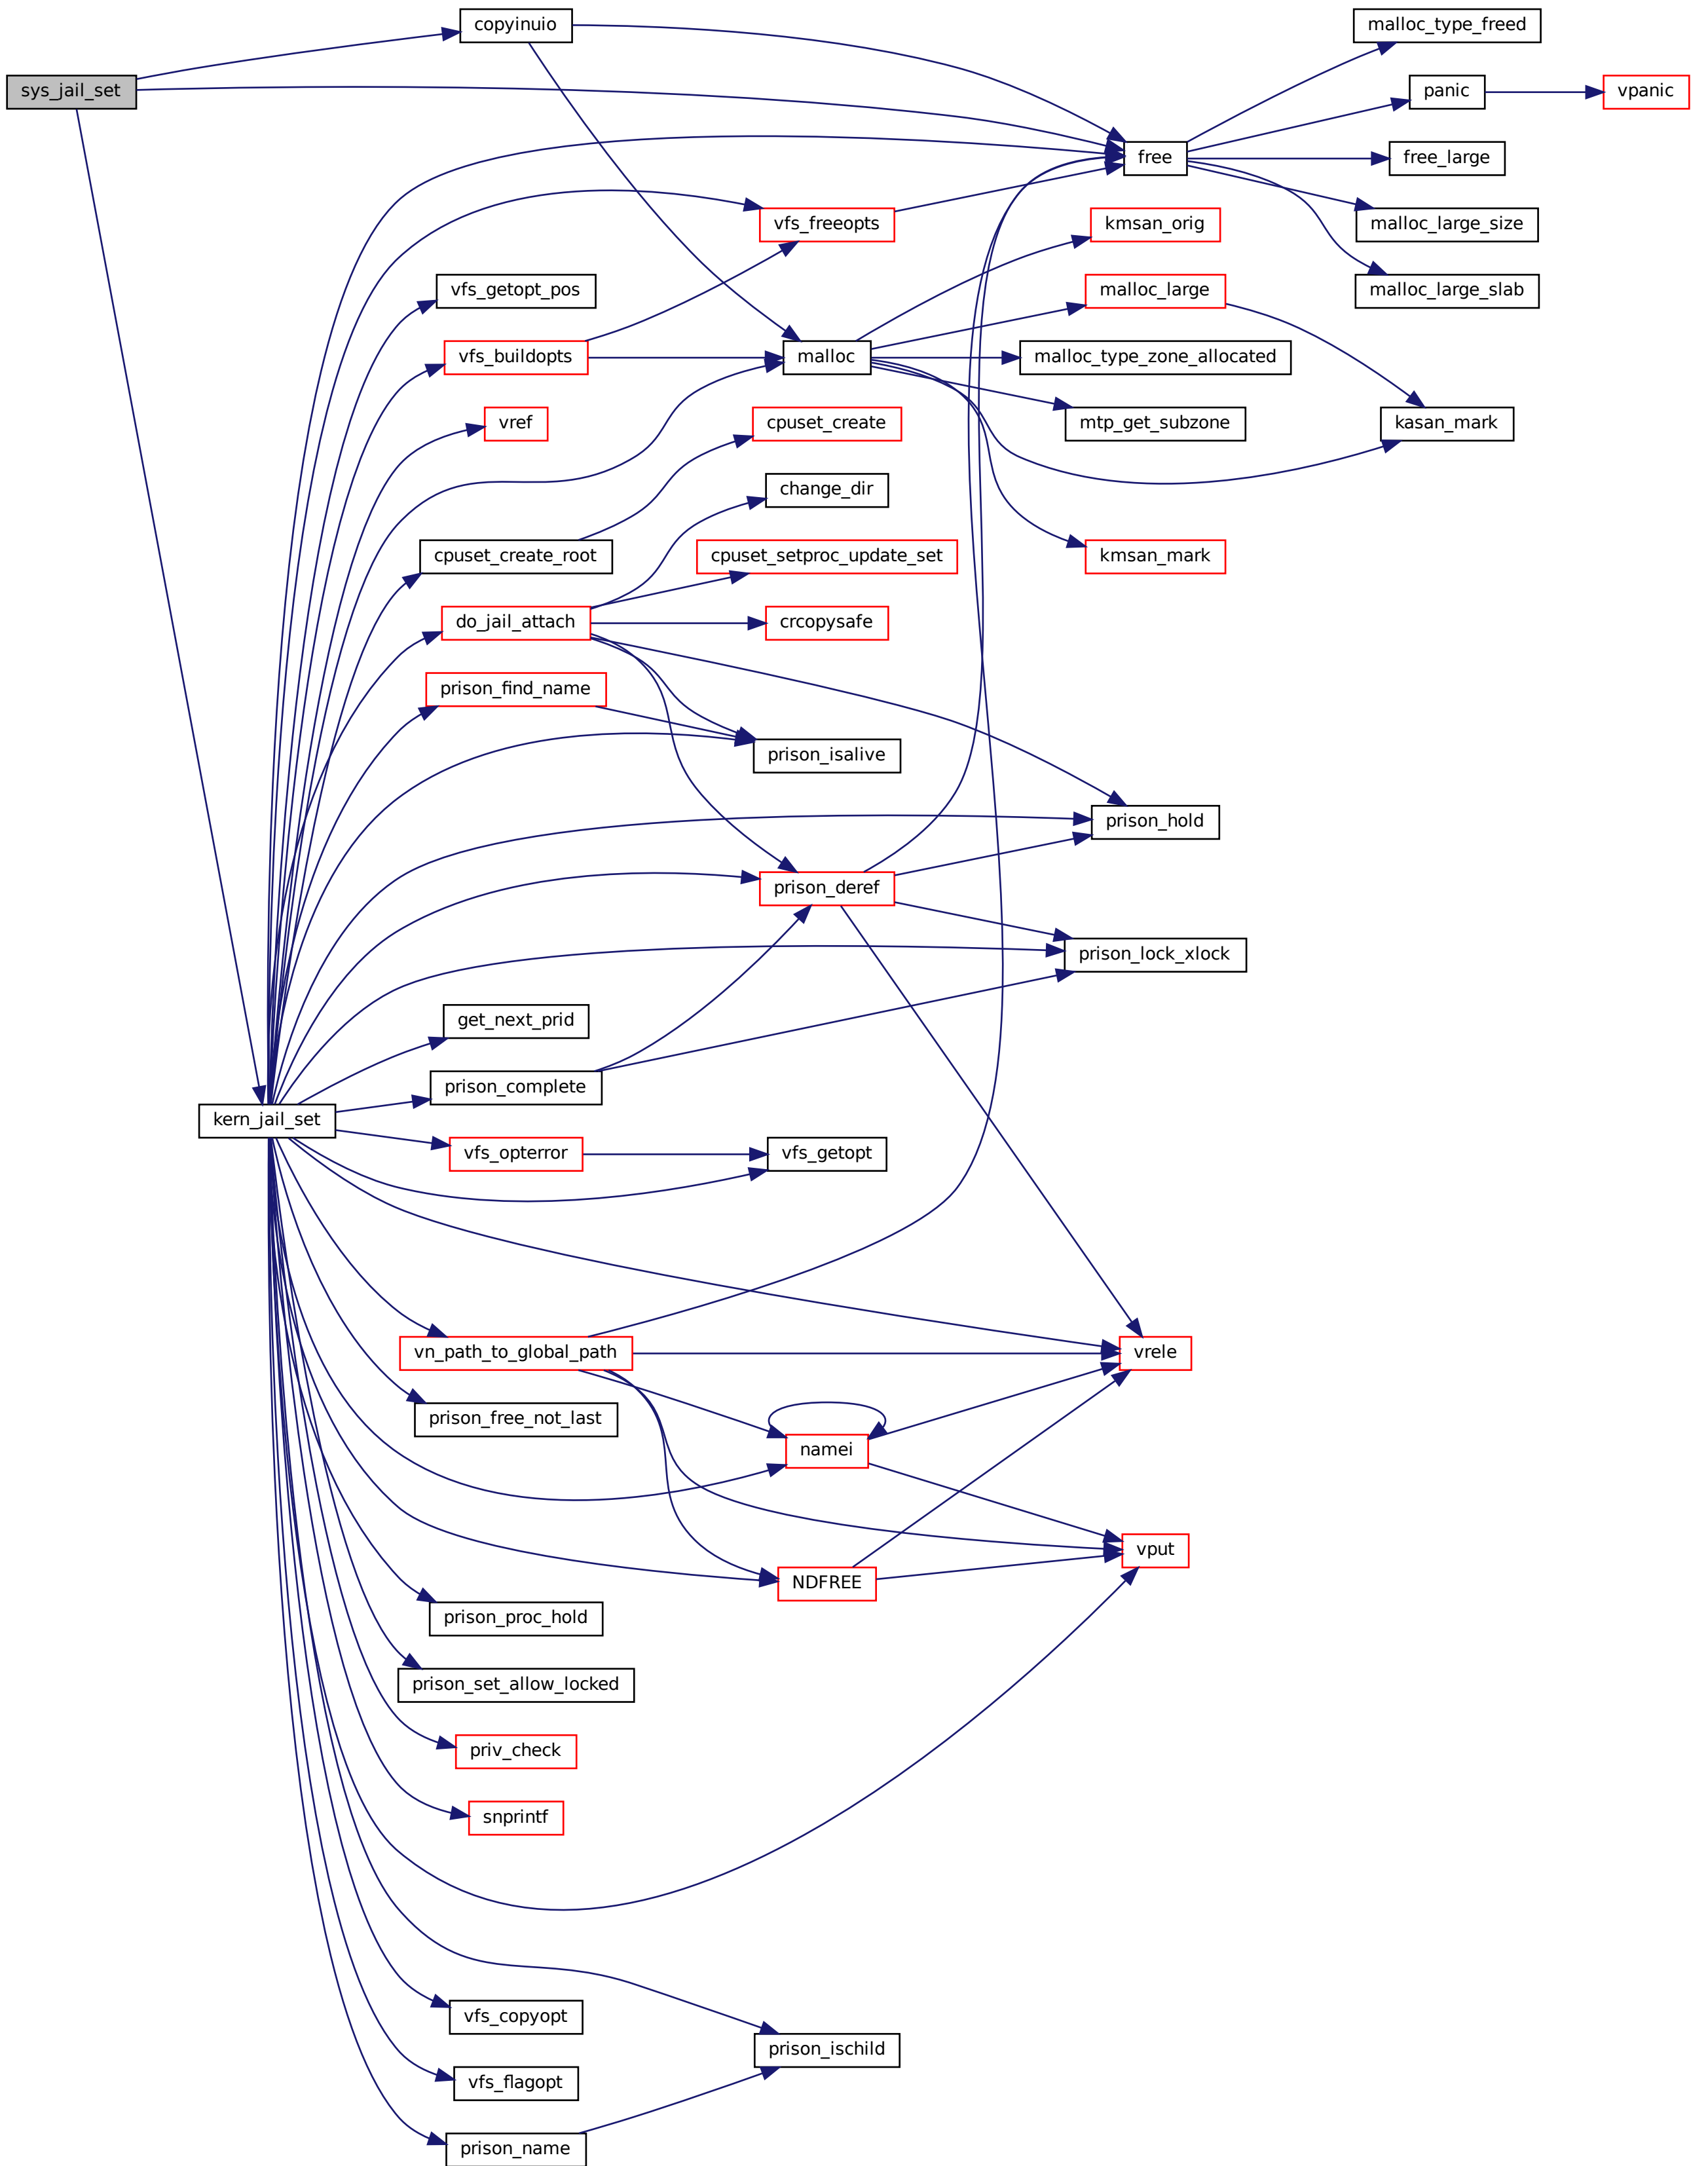 copyinuio
malloc_type_freed
sys_jail_set
panic
vpanic
free
free_large
vfs_freeopts
kmsan_orig
malloc_large_size
vfs_getopt_pos
malloc_large
malloc_large_slab
vfs_buildopts
malloc
malloc_type_zone_allocated
vref
cpuset_create
mtp_get_subzone
kasan_mark
change_dir
cpuset_create_root
cpuset_setproc_update_set
kmsan_mark
do_jail_attach
crcopysafe
prison_find_name
prison_isalive
prison_hold
prison_deref
prison_lock_xlock
get_next_prid
prison_complete
kern_jail_set
vfs_opterror
vfs_getopt
vn_path_to_global_path
vrele
prison_free_not_last
namei
vput
NDFREE
prison_proc_hold
prison_set_allow_locked
priv_check
snprintf
vfs_copyopt
prison_ischild
vfs_flagopt
prison_name